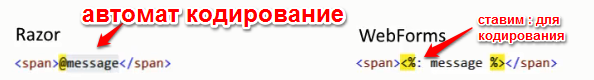 автомат кодирование
Razor
<span>@message</span>
ставим : для
кодирования
WebForms
<span><%: message %></span>